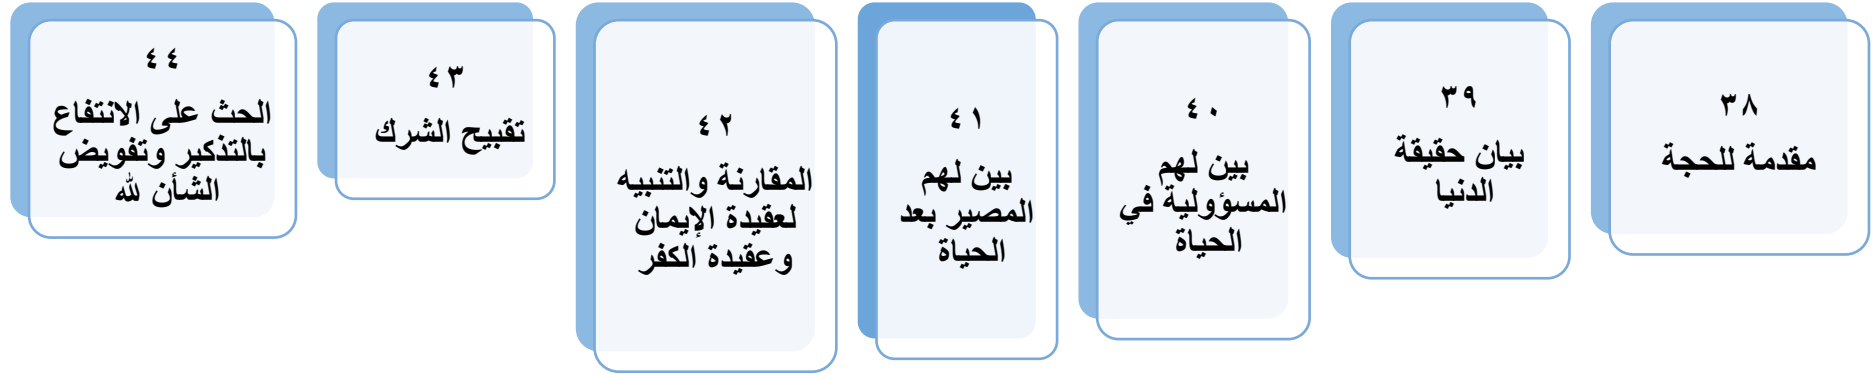 ٣٨
مقدمة للحجة
٣٩
بيان حقيقة
الدنيا
٤٠
بين لهم
المسؤولية في
الحياة
٤١
بين لهم
المصير بعد
الحياة
٤٢
المقارنة والتنبيه
لعقيدة الإيمان
وعقيدة الكفر
٤٣
تقبيح الشرك
٤٤
الحث على الانتفاع
بالتذكير وتفويض
الشأن لله